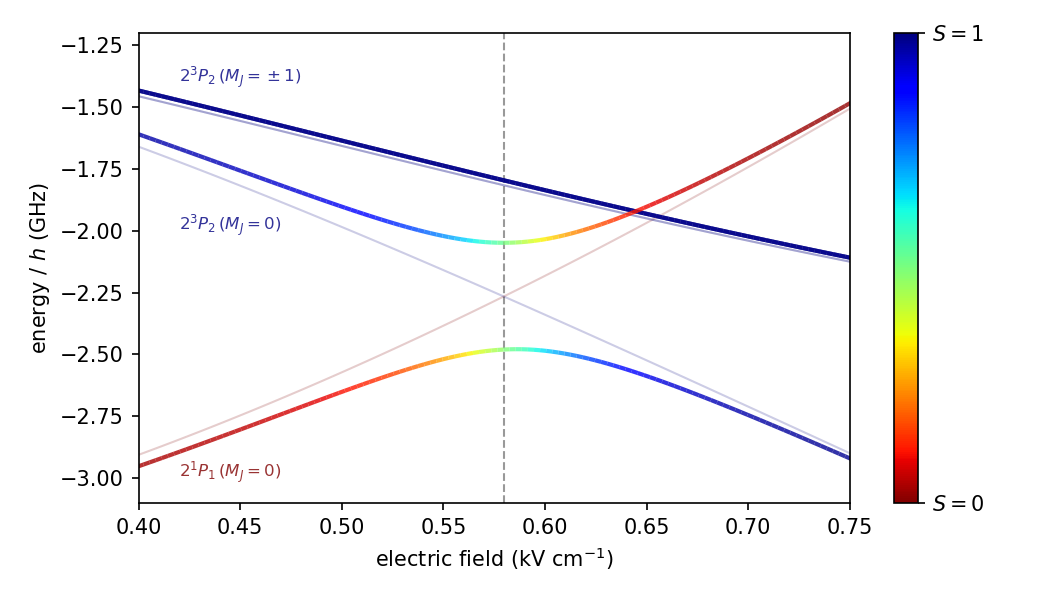 energy / h (GHz)
−1.25
−1.50
−1.75
−2.00
−2.25
−2.50
−2.75
−3.00
2³P₂ (M_J = ±1)
2³P₂ (M_J = 0)
2¹P₁ (M_J = 0)
0.40 0.45 0.50 0.55 0.60 0.65 0.70 0.75
electric field (kV cm⁻¹)
S = 1
S = 0